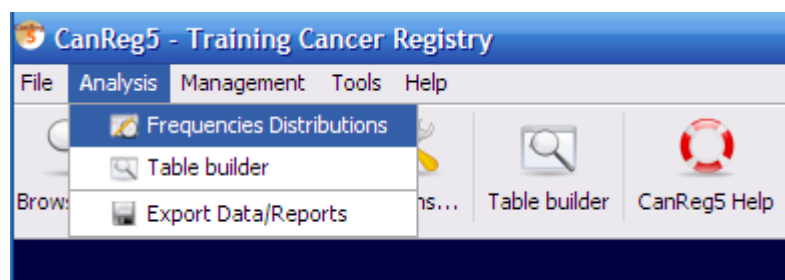 CanReg5 - Training Cancer Registry
File Analysis Management Tools Help
Frequencies Distributions
Table builder
Export Data/Reports
Table builder CanReg5 Help